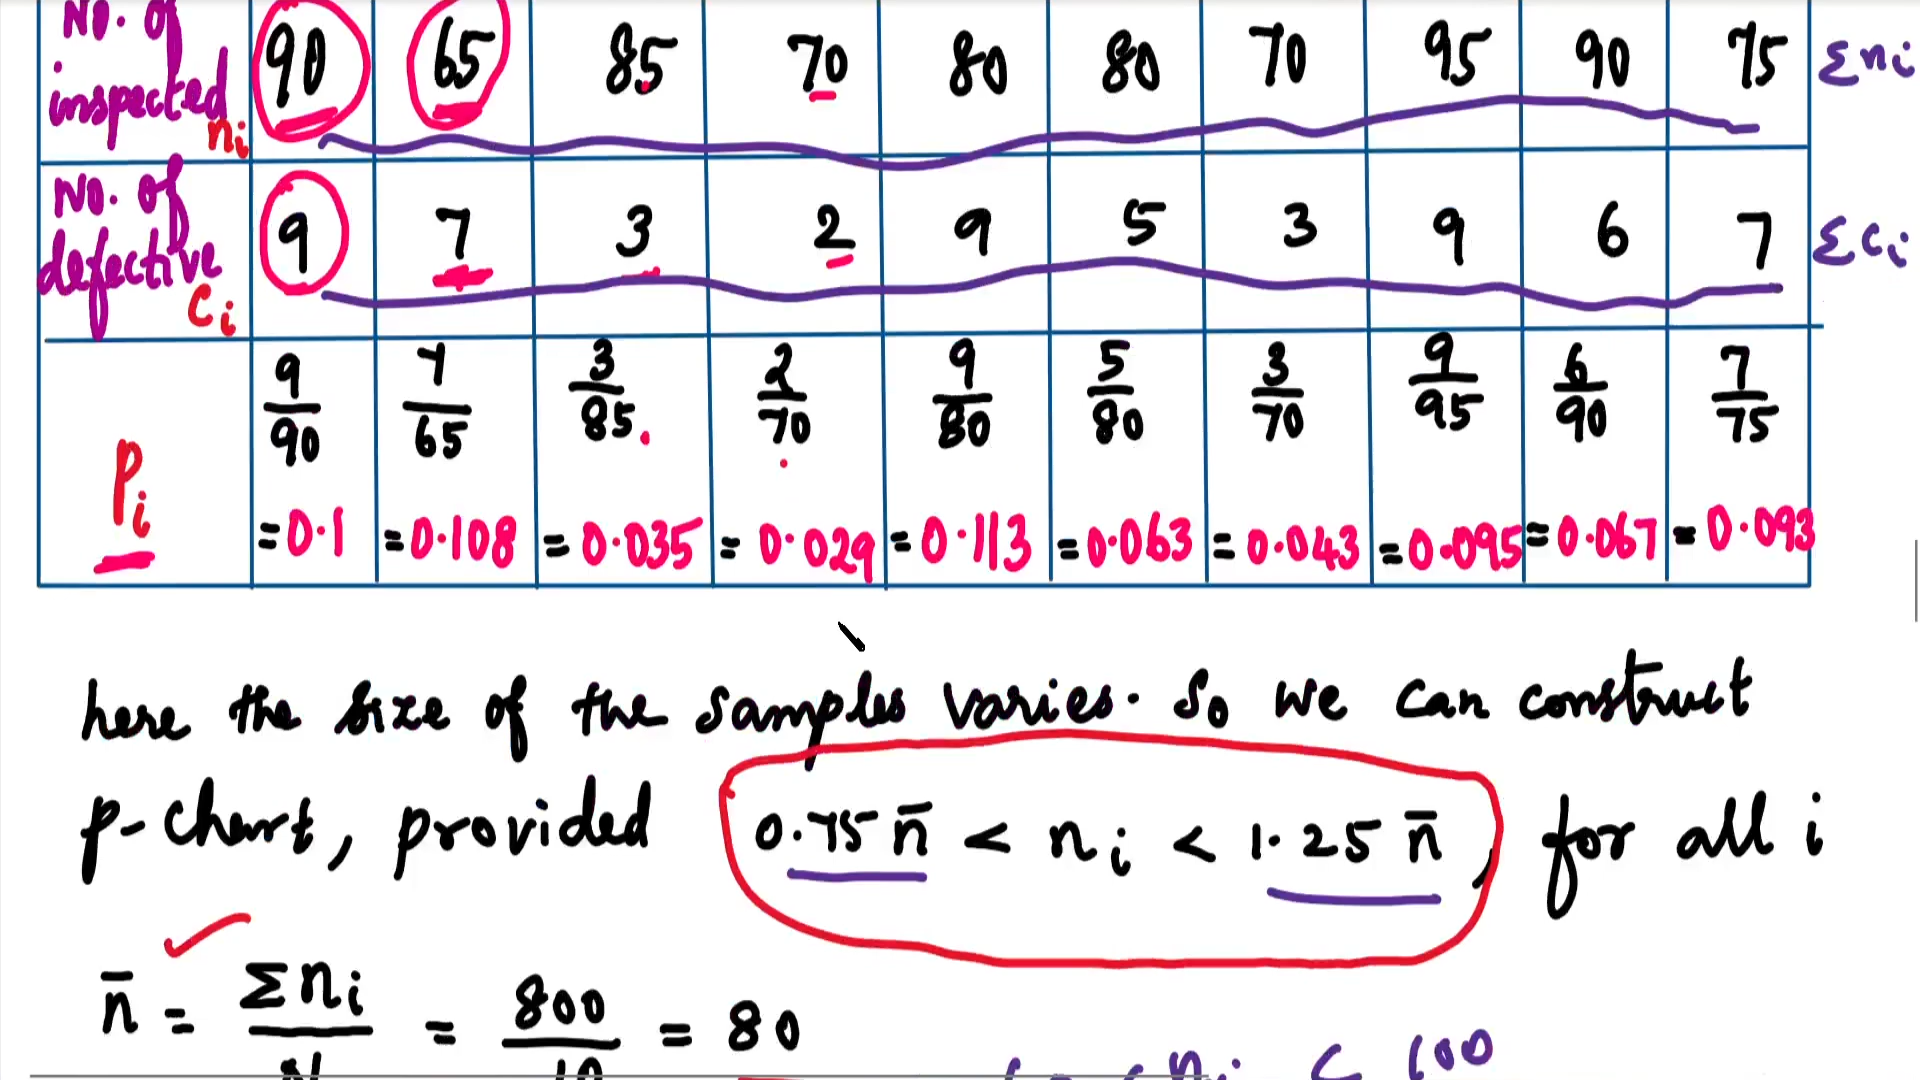 No. of inspected ni 90 65 85 70 80 80 70 95 90 75 Σni
No. of defective ci 9 7 3 2 9 5 3 9 6 7 Σci
Pi 9/90 7/65 3/85 2/70 9/80 5/80 3/70 9/95 6/90 7/75
=0.1 =0.108 =0.035 =0.029 =0.113 =0.063 =0.043 =0.095 =0.067 =0.093
here the size of the samples varies. So we can construct
p-chart, provided 0.75 n̄ < ni < 1.25 n̄, for all i
n̄ = Σni/N = 800/10 = 80
< ni < 100